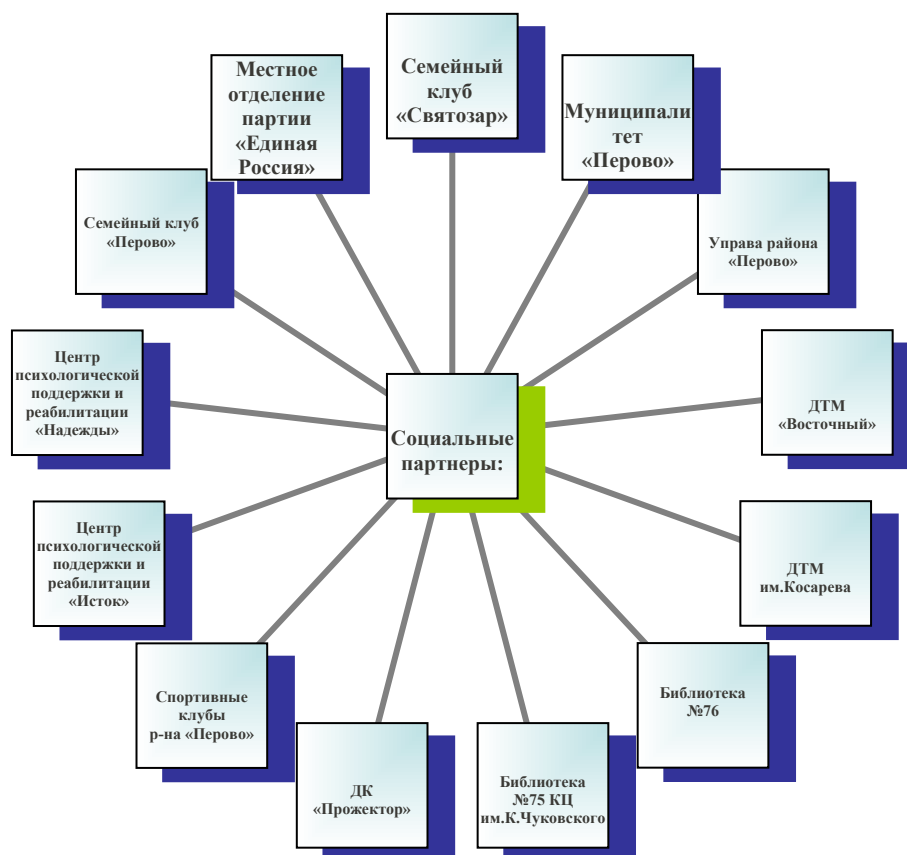 Семейный
клуб
«Святозар»
Местное
отделение
партии
«Единая
Россия»
Муниципали
тет
«Перово»
Семейный клуб
«Перово»
Управа района
«Перово»
Центр
психологической
поддержки и
реабилитации
«Надежды»
ДТМ
«Восточный»
Социальные
партнеры:
Центр
психологической
поддержки и
реабилитации
«Исток»
ДТМ
им.Косарева
Спортивные
клубы
р-на «Перово»
Библиотека
№76
ДК
«Прожектор»
Библиотека
№75 КЦ
им.К.Чуковского